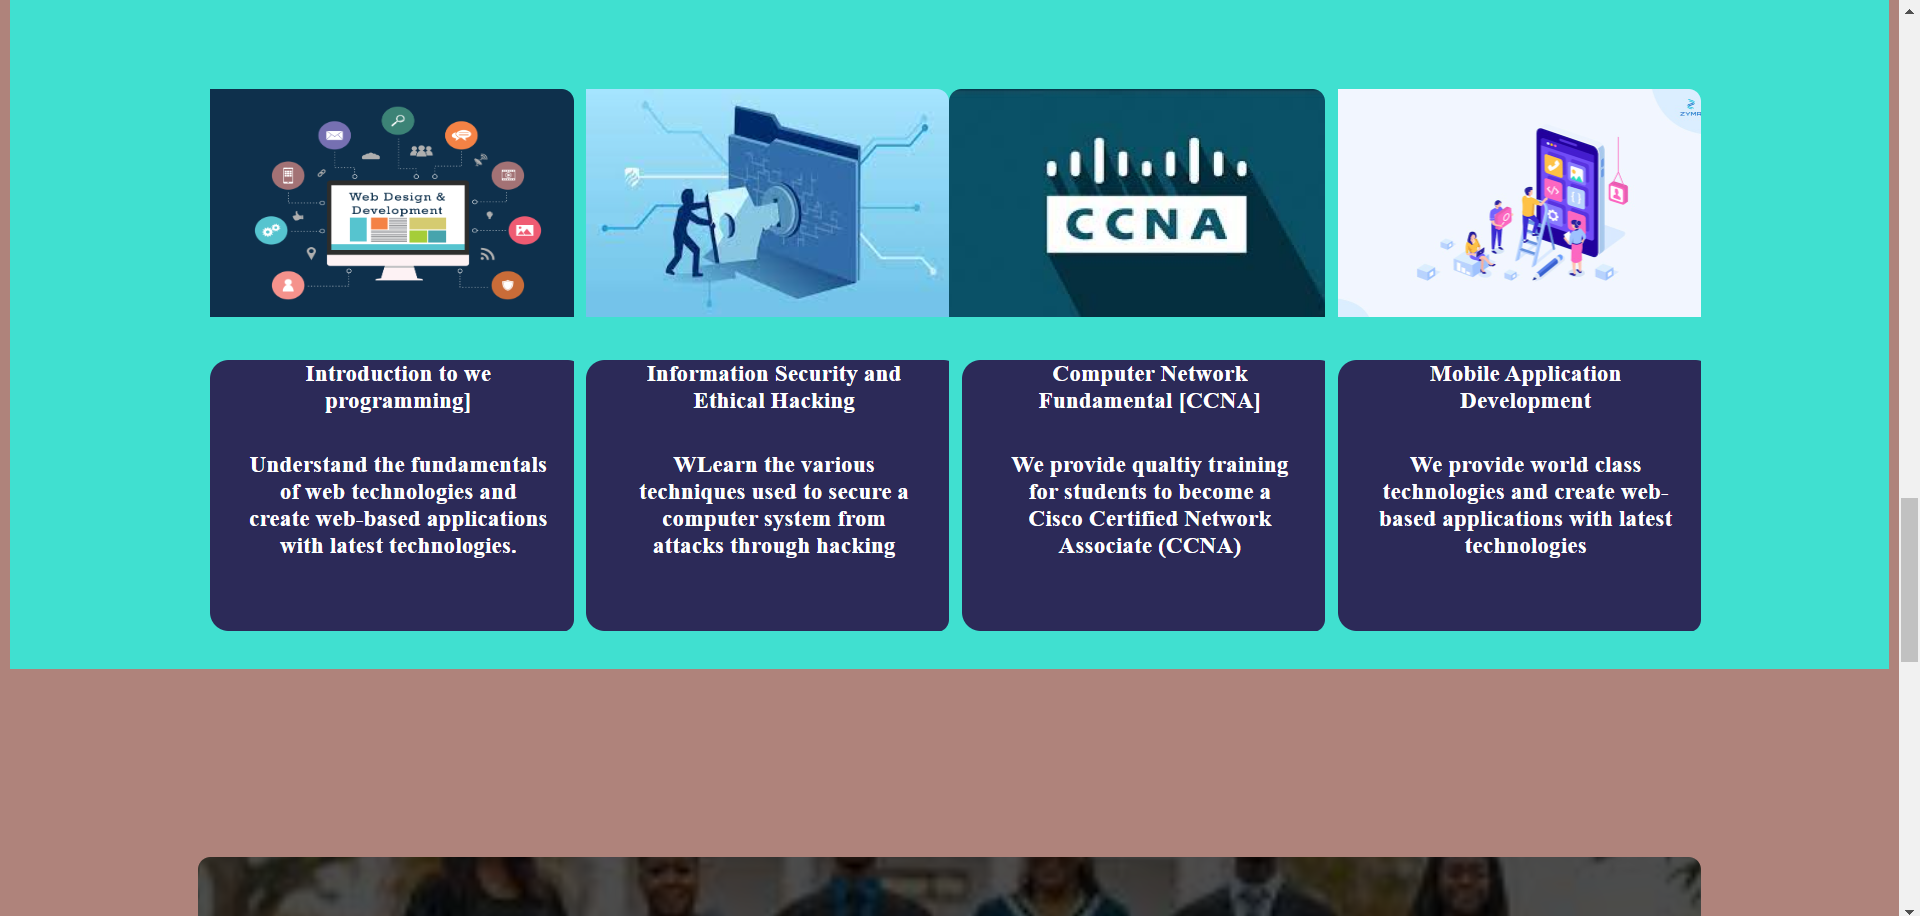 Web Design &
Development
CCNA
ZYMR
Introduction to we
programming]
Information Security and
Ethical Hacking
Computer Network
Fundamental [CCNA]
Mobile Application
Development
Understand the fundamentals
of web technologies and
create web-based applications
with latest technologies.
WLearn the various
techniques used to secure a
computer system from
attacks through hacking
We provide qualtiy training
for students to become a
Cisco Certified Network
Associate (CCNA)
We provide world class
technologies and create web-
based applications with latest
technologies